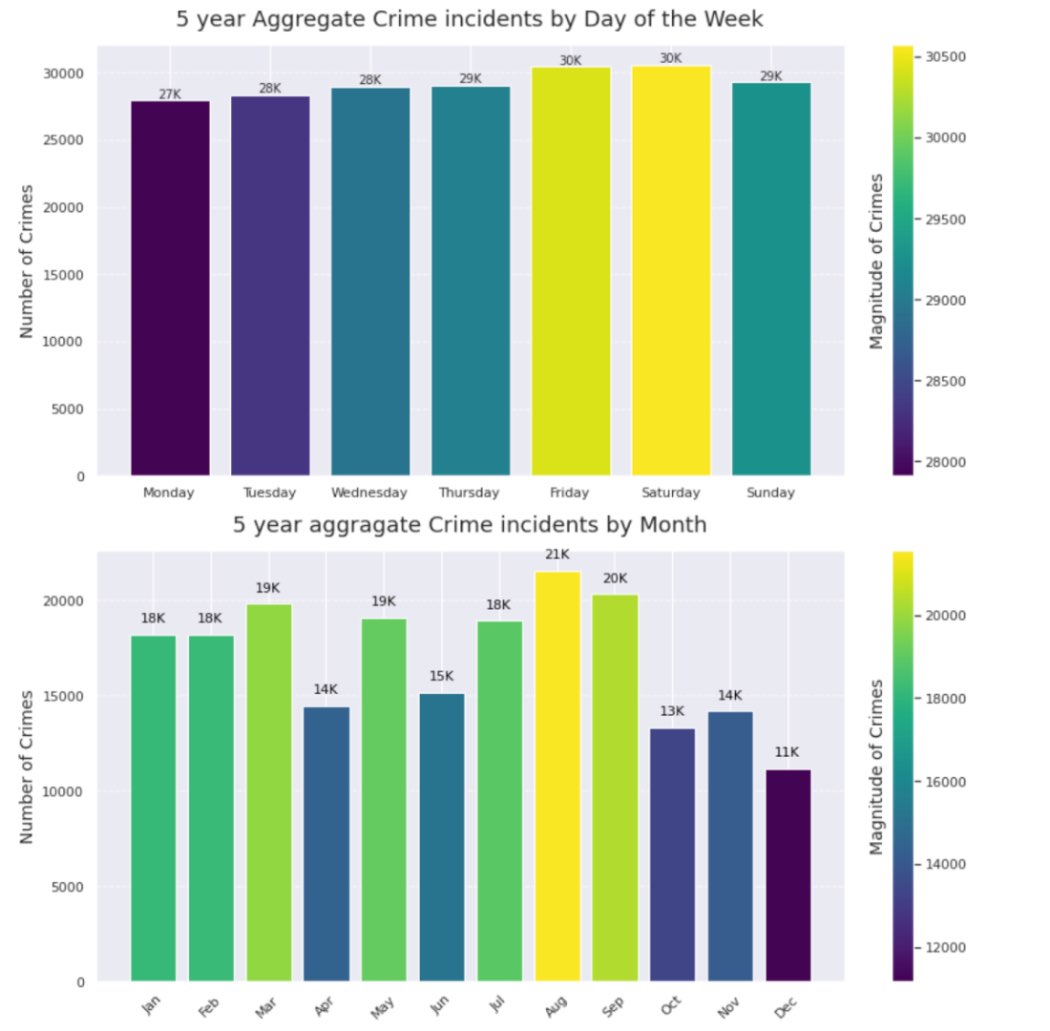 5 year Aggregate Crime incidents by Day of the Week
Number of Crimes
30000
25000
20000
15000
10000
5000
0
27K
28K
28K
29K
30K
30K
29K
Monday
Tuesday
Wednesday
Thursday
Friday
Saturday
Sunday
Magnitude of Crimes
30500
30000
29500
29000
28500
28000
5 year aggragate Crime incidents by Month
Number of Crimes
20000
15000
10000
5000
0
18K
18K
19K
14K
19K
15K
18K
21K
20K
13K
14K
11K
Jan
Feb
Mar
Apr
May
Jun
Jul
Aug
Sep
Oct
Nov
Dec
Magnitude of Crimes
20000
18000
16000
14000
12000